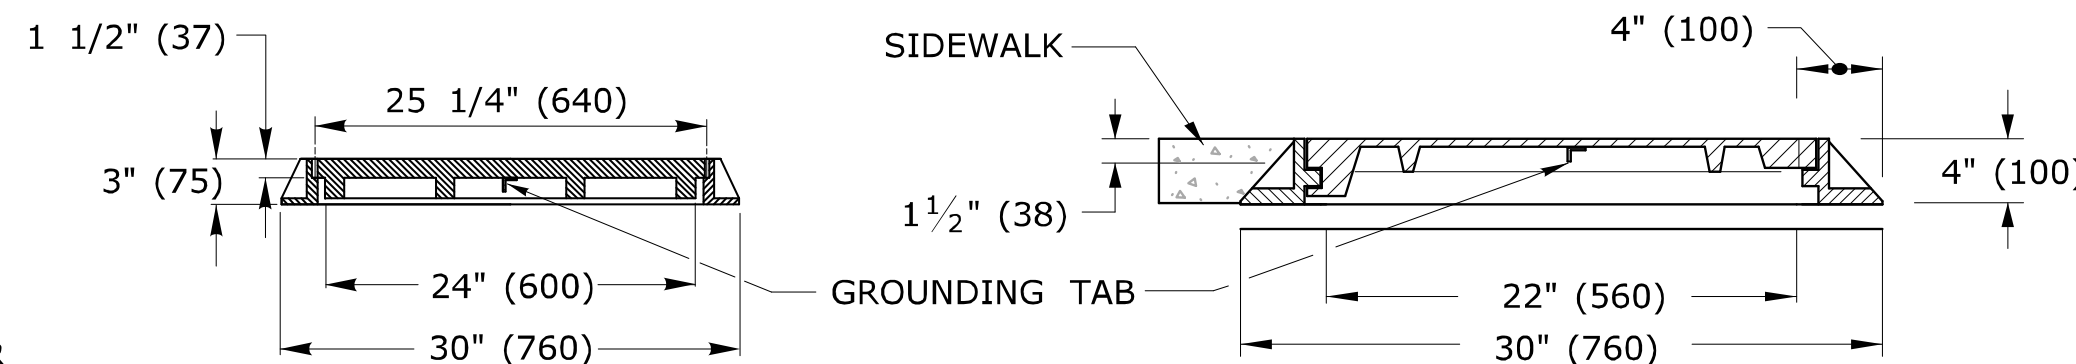 1 1/2" (37)
25 1/4" (640)
3" (75)
24" (600)
30" (760)
SIDEWALK
4" (100)
4" (100)
1½" (38)
GROUNDING TAB
22" (560)
30" (760)